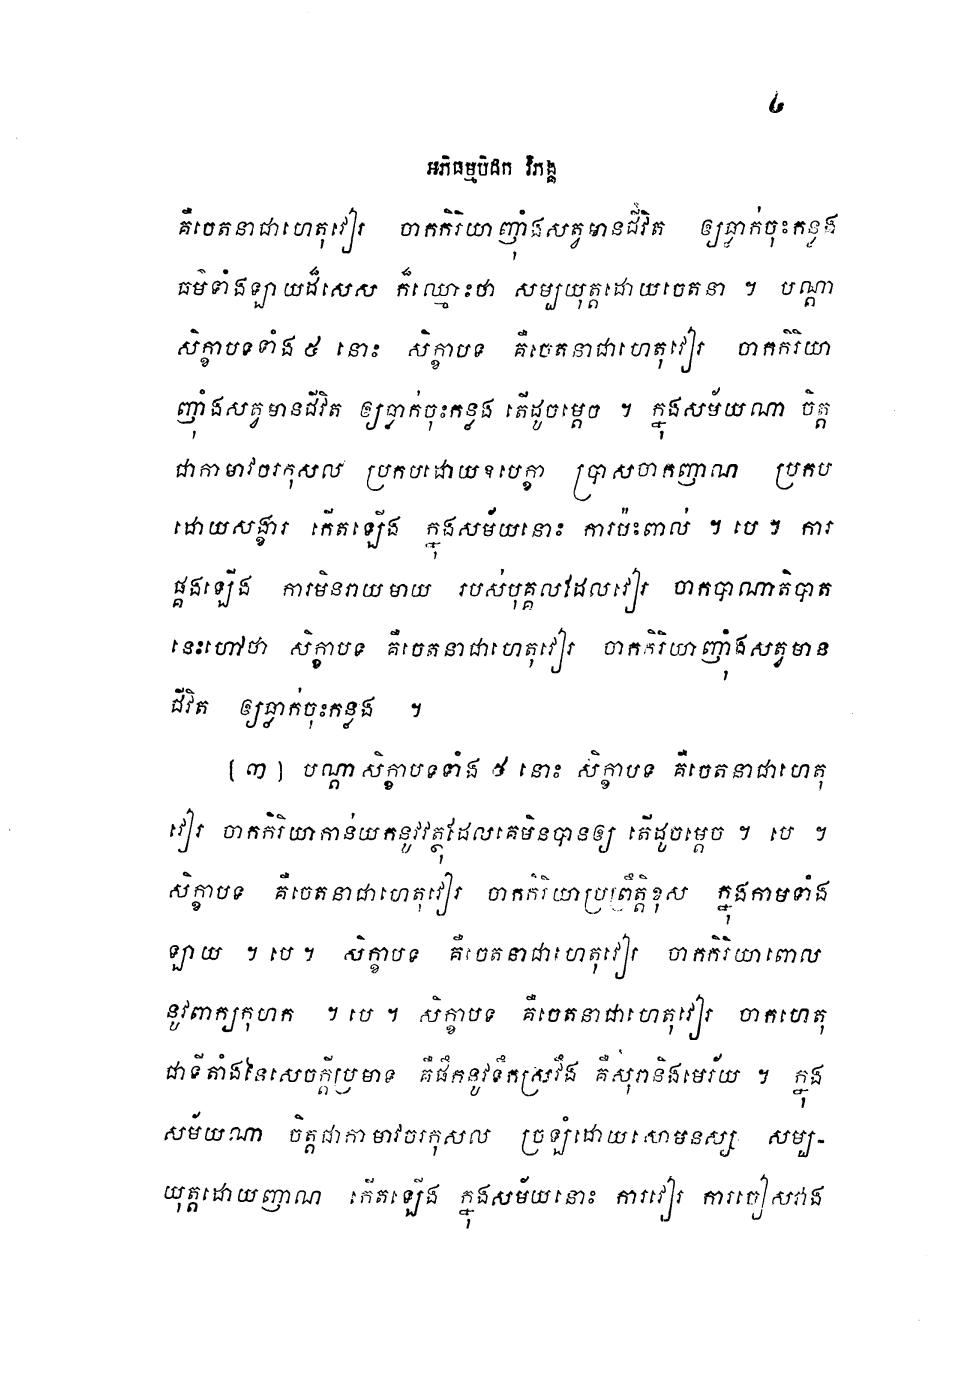 ៤
អភិធម្មបិដក វិភង្គ
គឺចេតនាជាហេតុវៀរ ចាកកិរិយាញ៉ាំងសត្វមានជីវិត ឲ្យធ្លាក់ចុះកន្លង
ធម៌ទាំងឡាយដ៏សេស ក៏ឈ្មោះថា សម្បយុត្តដោយចេតនា ។ បណ្តា
សិក្ខាបទទាំង ៥ នោះ សិក្ខាបទ គឺចេតនាជាហេតុវៀរ ចាកកិរិយា
ញ៉ាំងសត្វមានជីវិត ឲ្យធ្លាក់ចុះកន្លង តើដូចម្តេច ។ ក្នុងសម័យណា ចិត្ត
ជាកាមាវចរកុសល ប្រកបដោយឧបេក្ខា ប្រាសចាកញាណ ប្រកប
ដោយសង្ខារ កើតឡើង ក្នុងសម័យនោះ ការប៉ះពាល់ ។ បេ ។ ការ
ផ្គងឡើង ការមិនរាយមាយ របស់បុគ្គលដែលវៀរ ចាកបាណាតិបាត
នេះហៅថា សិក្ខាបទ គឺចេតនាជាហេតុវៀរ ចាកកិរិយាញ៉ាំងសត្វមាន
ជីវិត ឲ្យធ្លាក់ចុះកន្លង ។
(៣) បណ្តាសិក្ខាបទទាំង ៥ នោះ សិក្ខាបទ គឺចេតនាជាហេតុ
វៀរ ចាកកិរិយាកាន់យកនូវវត្ថុដែលគេមិនបានឲ្យ តើដូចម្តេច ។ បេ ។
សិក្ខាបទ គឺចេតនាជាហេតុវៀរ ចាកកិរិយាប្រព្រឹត្តិខុស ក្នុងកាមទាំង
ឡាយ ។ បេ ។ សិក្ខាបទ គឺចេតនាជាហេតុវៀរ ចាកកិរិយាពោល
នូវពាក្យកុហក ។ បេ ។ សិក្ខាបទ គឺចេតនាជាហេតុវៀរ ចាកហេតុ
ជាទីតាំងនៃសេចក្តីប្រមាទ គឺផឹកនូវទឹកស្រវឹង គឺសុរានិងមេរ័យ ។ ក្នុង
សម័យណា ចិត្តជាកាមាវចរកុសល ច្រឡំដោយសោមនស្ស សម្ប-
យុត្តដោយញាណ កើតឡើង ក្នុងសម័យនោះ ការវៀរ ការចៀសវាង